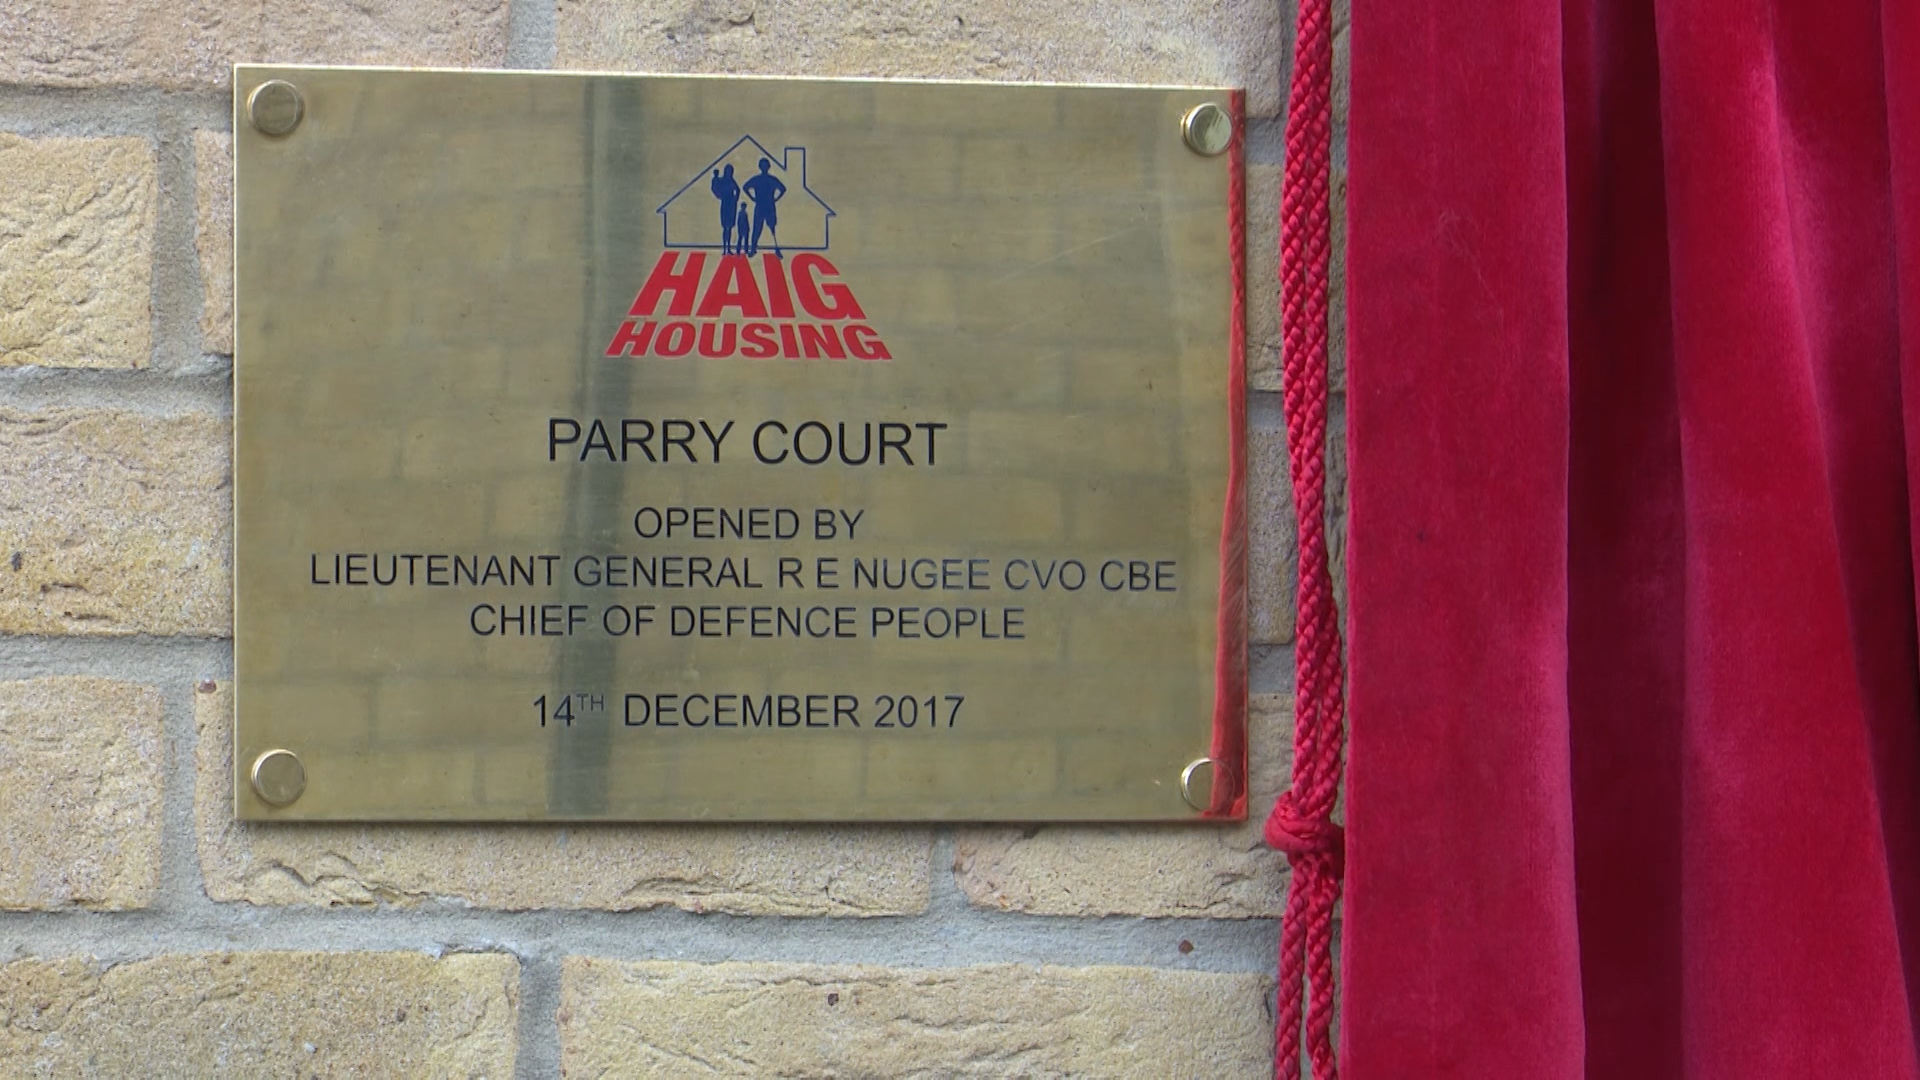 HAIG
HOUSING
PARRY COURT
OPENED BY
LIEUTENANT GENERAL R E NUGEE CVO CBE
CHIEF OF DEFENCE PEOPLE
14TH DECEMBER 2017